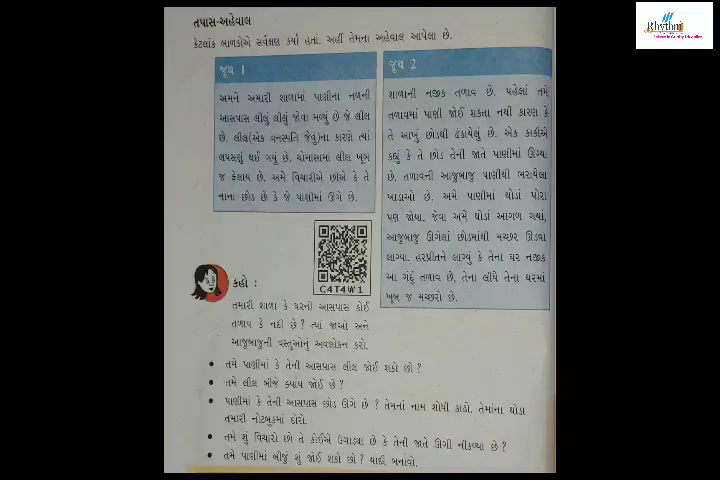 તપાસ-અહેવાલ
કેટલાંક બાળકોએ સર્વેક્ષણ કર્યાં હતાં. અહીં તેમના અહેવાલ આપેલા છે.
જૂથ 1
અમને અમારી શાળામાં પાણીના નળની
આસપાસ લીલું લીલું જોવા મળ્યું છે જે લીલ
છે. લીલ(એક વનસ્પતિ જેવું)ના કારણે ત્યાં
લપસણું થઈ ગયું છે. ચોમાસામાં લીલ ખૂબ
જ ફેલાય છે. અમે વિચારીએ છીએ કે તે
નાના છોડ છે કે જે પાણીમાં ઊગે છે.
જૂથ 2
શાળાની નજીક તળાવ છે. પહેલાં તમે
તળાવમાં પાણી જોઈ શકતા નથી કારણ કે
તે આખું છોડથી ઢંકાયેલું છે. એક કાકીએ
કહ્યું કે તે છોડ તેની જાતે પાણીમાં ઊગ્યા
છે. તળાવની આજુબાજુ પાણીથી ભરાયેલા
ખાડાઓ છે. અમે પાણીમાં થોડાં પોરા
પણ જોયા. જેવા અમે થોડાં આગળ ગયાં,
આજુબાજુ ઊગેલાં છોડમાંથી મચ્છર ઊડવા
લાગ્યા. હરપ્રીતને લાગ્યું કે તેના ઘર નજીક
આ ગંદું તળાવ છે, તેના લીધે તેના ઘરમાં
ખૂબ જ મચ્છરો છે.
C4T4W1
કહો :
તમારી શાળા કે ઘરની આસપાસ કોઈ
તળાવ કે નદી છે ? ત્યાં જાઓ અને
આજુબાજુની વસ્તુઓનું અવલોકન કરો.
• તમે પાણીમાં કે તેની આસપાસ લીલ જોઈ શકો છો ?
• તમે લીલ બીજે ક્યાંય જોઈ છે ?
• પાણીમાં કે તેની આસપાસ છોડ ઊગે છે ? તેમનાં નામ શોધી કાઢો. તેમાંના થોડા
તમારી નોટબુકમાં દોરો.
• તમે શું વિચારો છો તે કોઈએ ઉગાડ્યા છે કે તેની જાતે ઊગી નીકળ્યા છે ?
• તમે પાણીમાં બીજું શું જોઈ શકો છો ? યાદી બનાવો.
Rhythm